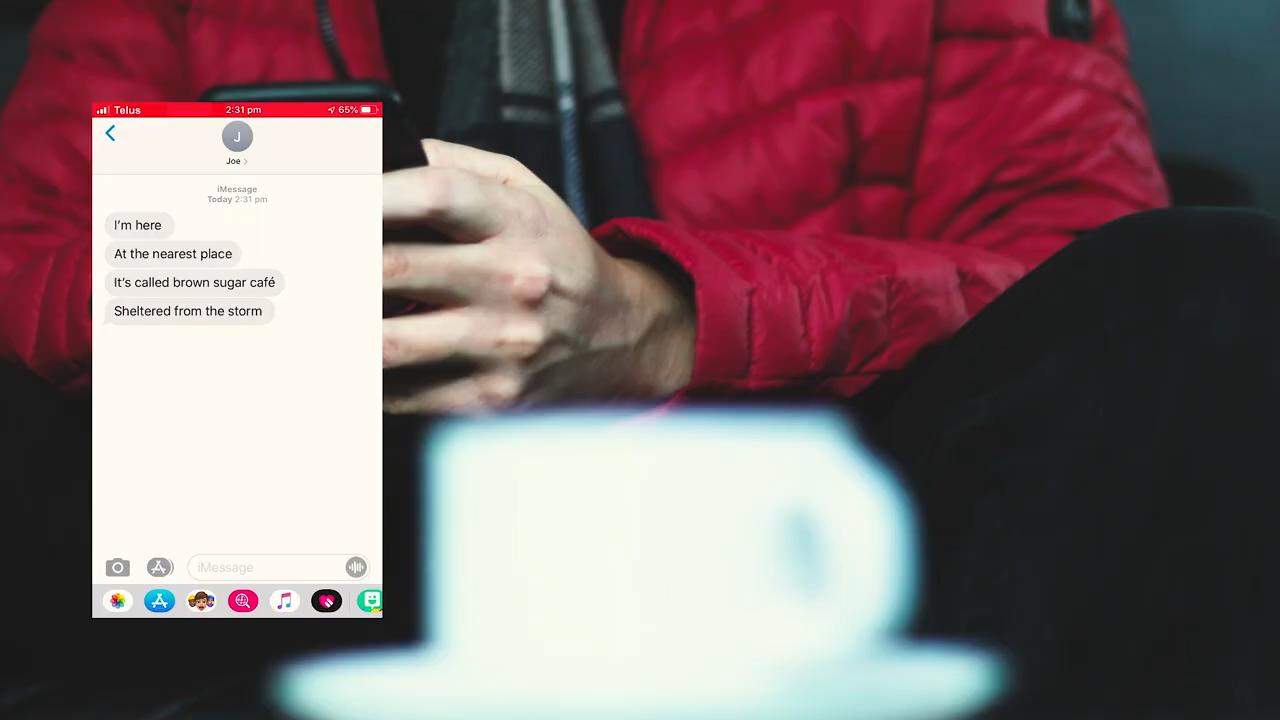 Telus 2:31 pm 65%
J
Joe
iMessage
Today 2:31 pm
I'm here
At the nearest place
It's called brown sugar café
Sheltered from the storm
iMessage